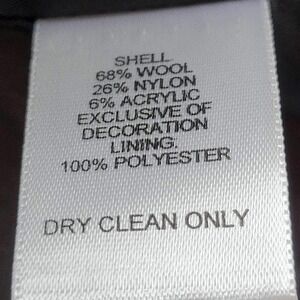 SHELL.
68% WOOL
26% NYLON
6% ACRYLIC
EXCLUSIVE OF
DECORATION
LINING.
100% POLYESTER
DRY CLEAN ONLY